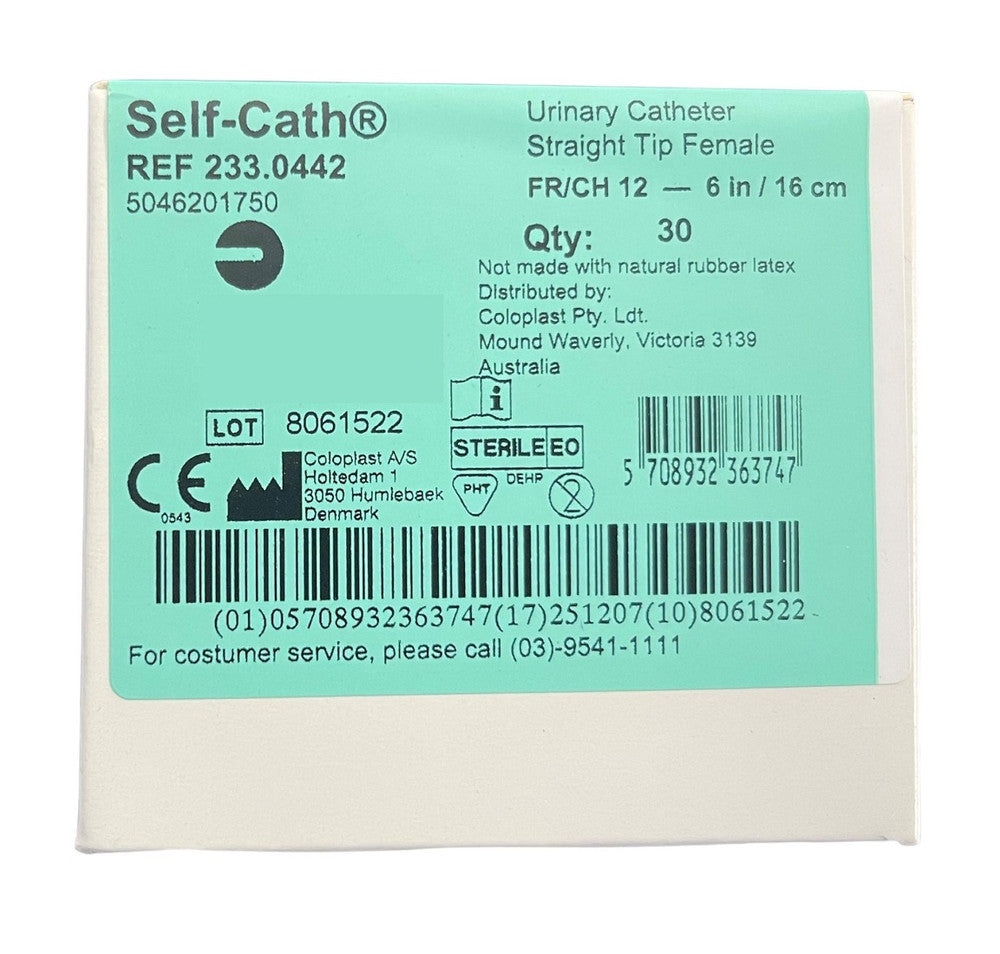 Self-Cath®
REF 233.0442
5046201750
Urinary Catheter
Straight Tip Female
FR/CH 12 — 6 in / 16 cm
Qty: 30
Not made with natural rubber latex
Distributed by:
Coloplast Pty. Ldt.
Mound Waverly, Victoria 3139
Australia
i
LOT 8061522
STERILE EO
CE
0543
Coloplast A/S
Holtedam 1
3050 Humlebaek
Denmark
PHT
DEHP
2
5 708932 363747
(01)05708932363747(17)251207(10)8061522
For costumer service, please call (03)-9541-1111